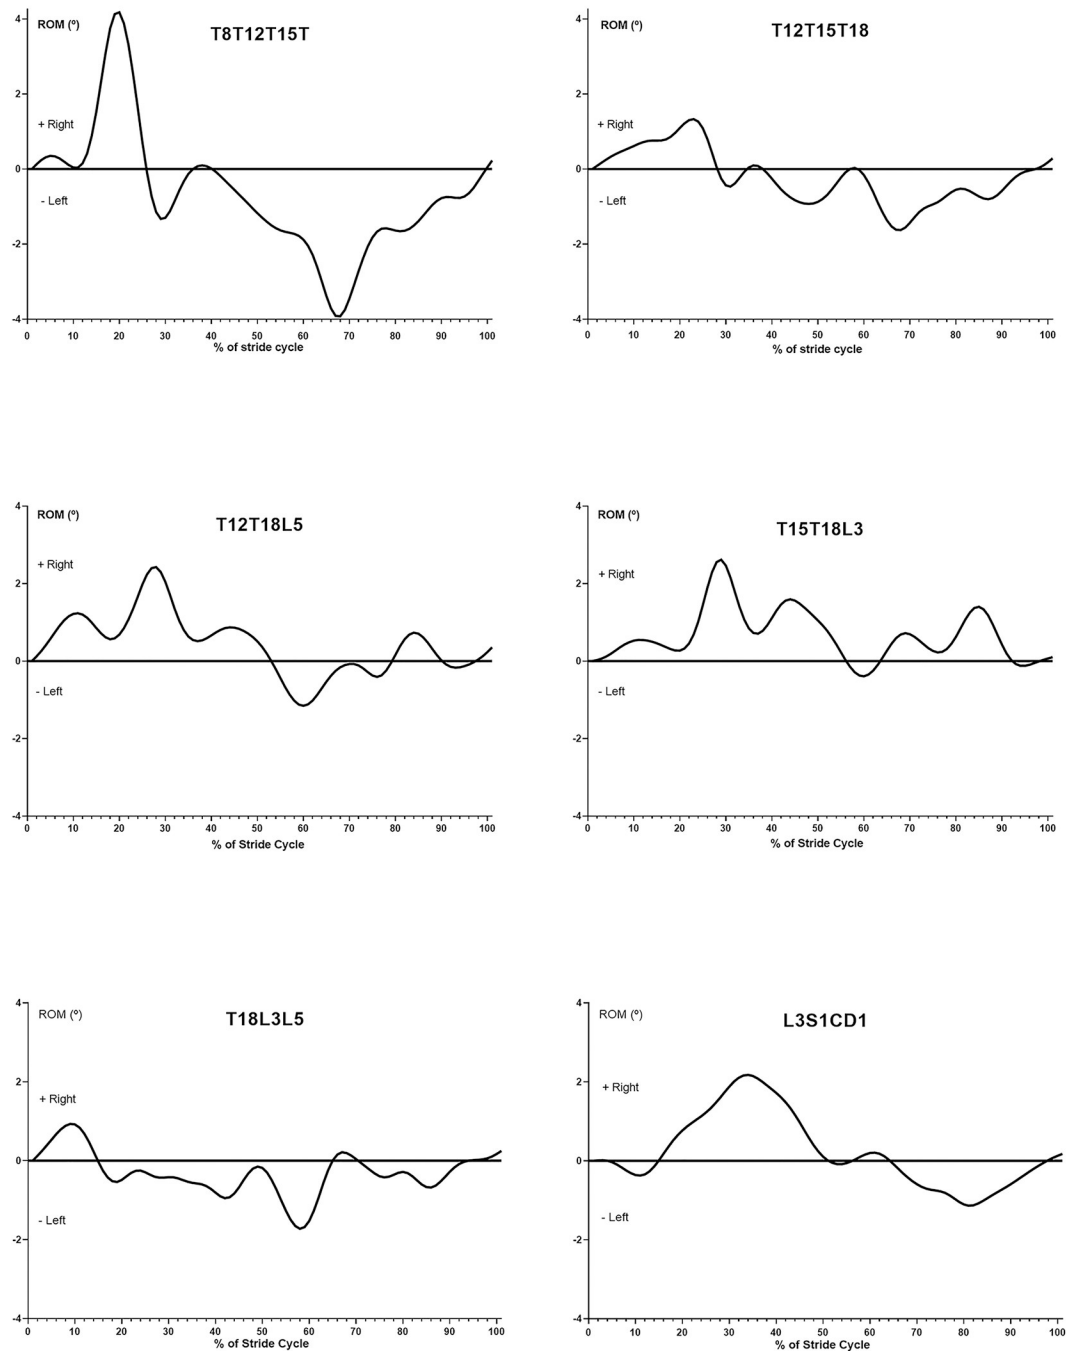 T8T12T15T
ROM (º)
4
2
+ Right
0
- Left
-2
-4
0 10 20 30 40 50 60 70 80 90 100
% of stride cycle
T12T15T18
ROM (º)
4
2
+ Right
0
- Left
-2
-4
0 10 20 30 40 50 60 70 80 90 100
% of stride cycle
T12T18L5
4
ROM (º)
+ Right
2
0
- Left
-2
-4
0 10 20 30 40 50 60 70 80 90 100
% of Stride Cycle
T15T18L3
4
ROM (º)
+ Right
2
0
- Left
-2
-4
0 10 20 30 40 50 60 70 80 90 100
% of Stride Cycle
T18L3L5
4
ROM (º)
2
+ Right
0
- Left
-2
-4
0 10 20 30 40 50 60 70 80 90 100
% of Stride Cycle
L3S1CD1
4
ROM (º)
2
+ Right
0
- Left
-2
-4
0 10 20 30 40 50 60 70 80 90 100
% of Stride Cycle